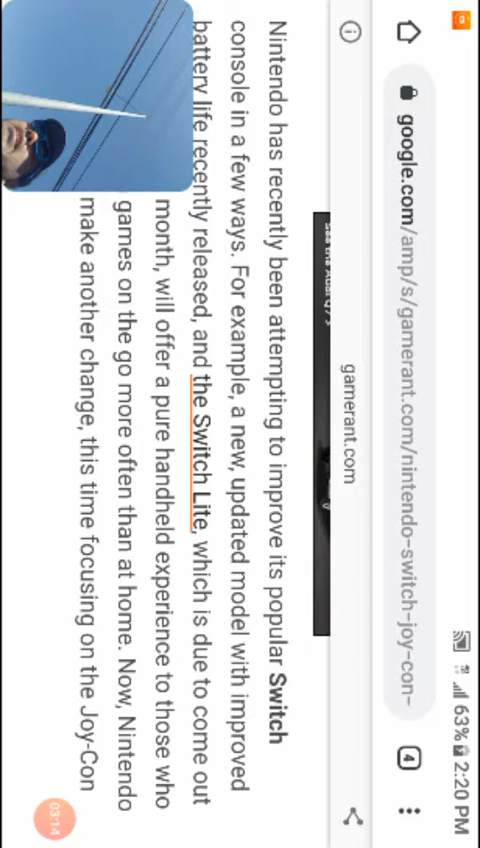 63% 2:20 PM
google.com/amp/s/gamerant.com/nintendo-switch-joy-con-
4
gamerant.com
Nintendo has recently been attempting to improve its popular Switch
console in a few ways. For example, a new, updated model with improved
battery life recently released, and the Switch Lite, which is due to come out
month, will offer a pure handheld experience to those who
games on the go more often than at home. Now, Nintendo
make another change, this time focusing on the Joy-Con
03:14